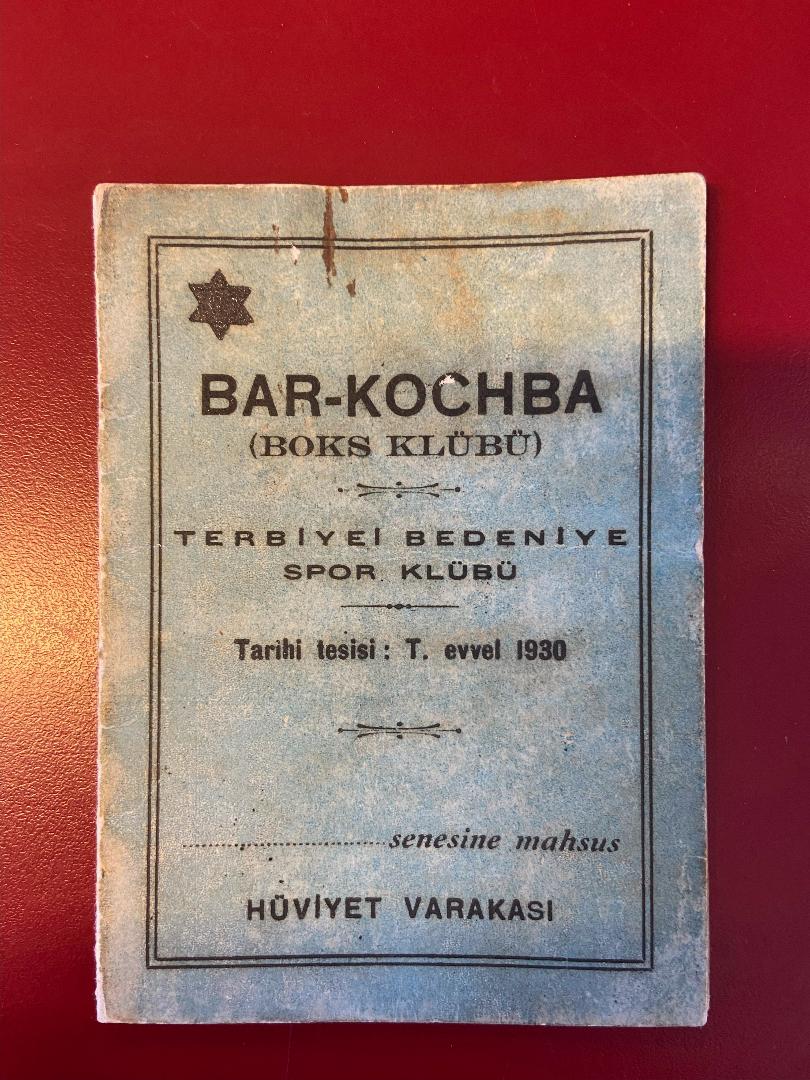 BAR-KOCHBA
(BOKS KLÜBÜ)
TERBİYEİ BEDENİYE
SPOR KLÜBÜ
Tarihi tesisi : T. evvel 1930
.................................senesine mahsus
HÜVİYET VARAKASI